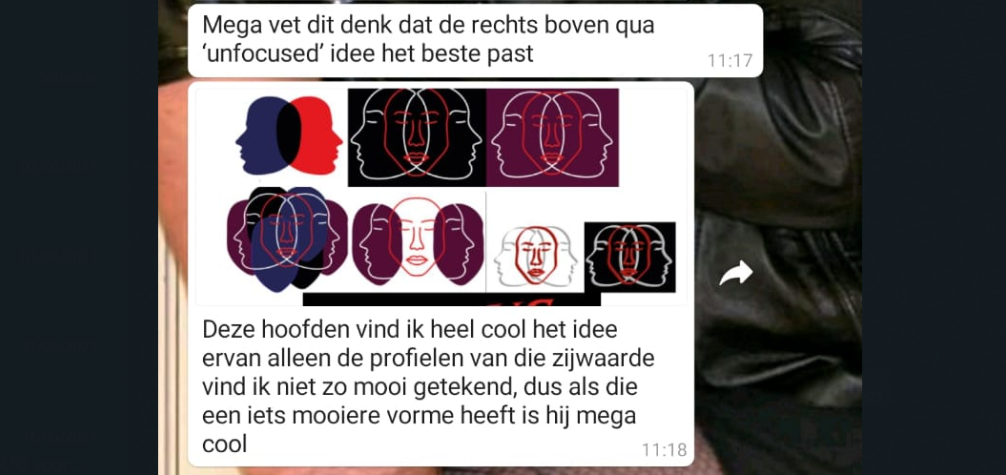 Mega vet dit denk dat de rechts boven qua
‘unfocused’ idee het beste past
11:17
Deze hoofden vind ik heel cool het idee
ervan alleen de profielen van die zijwaarde
vind ik niet zo mooi getekend, dus als die
een iets mooiere vorme heeft is hij mega
cool
11:18